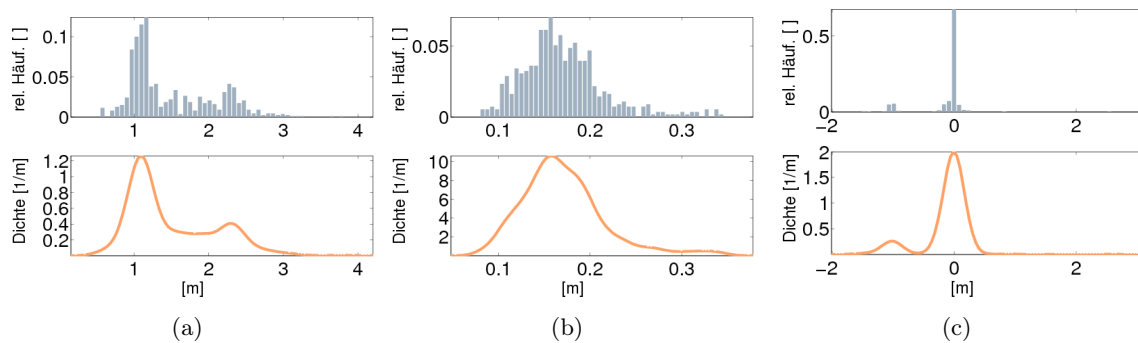 rel. Häuf. [ ]
0.1
0.05
0
1 2 3 4
Dichte [1/m]
1.2
1
0.8
0.6
0.4
0.2
1 2 3 4
[m]
(a)
rel. Häuf. [ ]
0.05
0
0.1 0.2 0.3
Dichte [1/m]
10
8
6
4
2
0.1 0.2 0.3
[m]
(b)
rel. Häuf. [ ]
0.5
0
−2 0 2
Dichte [1/m]
2
1.5
1
0.5
−2 0 2
[m]
(c)